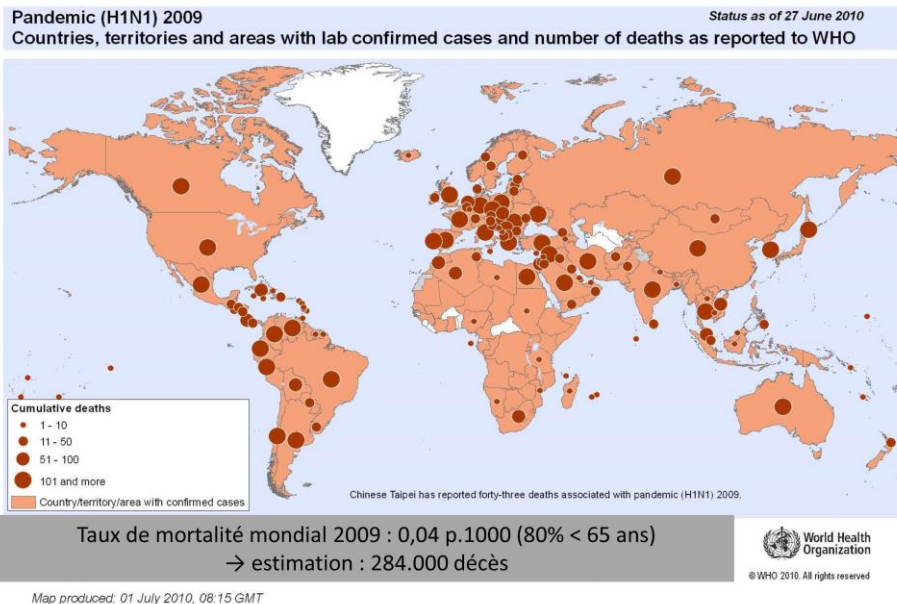 Pandemic (H1N1) 2009
Status as of 27 June 2010
Countries, territories and areas with lab confirmed cases and number of deaths as reported to WHO
Cumulative deaths
1 - 10
11 - 50
51 - 100
101 and more
Country/territory/area with confirmed cases
Chinese Taipei has reported forty-three deaths associated with pandemic (H1N1) 2009.
Taux de mortalité mondial 2009 : 0,04 p.1000 (80% < 65 ans)
→ estimation : 284.000 décès
World Health
Organization
© WHO 2010. All rights reserved
Map produced: 01 July 2010, 08:15 GMT